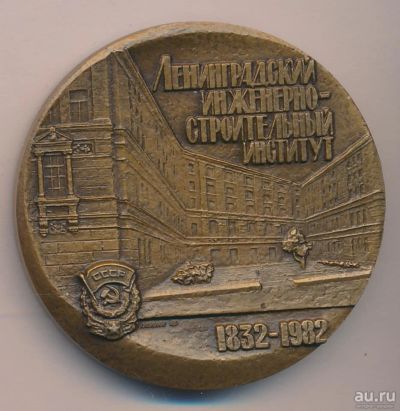 ЛЕНИНГРАДСКИЙ
ИНЖЕНЕРНО-
СТРОИТЕЛЬНЫЙ
ИНСТИТУТ
СССР
1832-1982
au.ru